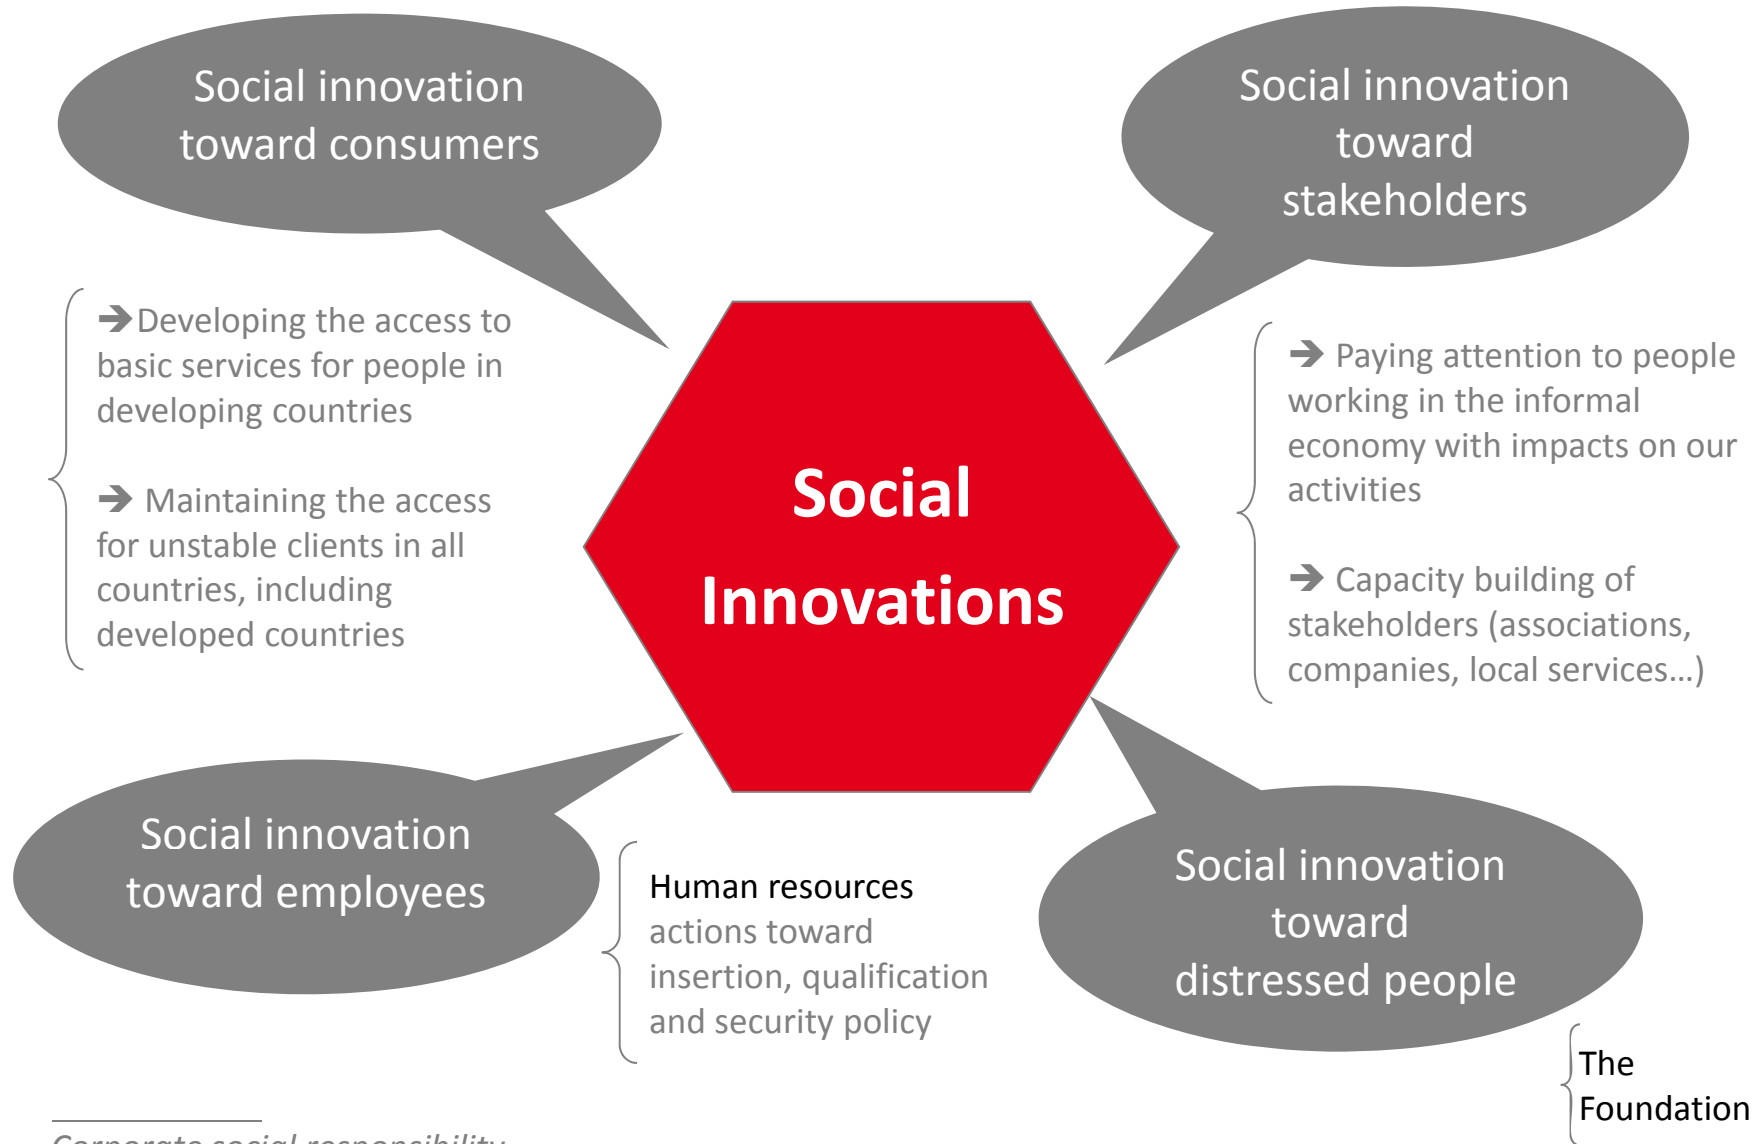 Social innovation
toward consumers
Social innovation
toward
stakeholders
➔Developing the access to
basic services for people in
developing countries
➔ Maintaining the access
for unstable clients in all
countries, including
developed countries
Social
Innovations
➔ Paying attention to people
working in the informal
economy with impacts on our
activities
➔ Capacity building of
stakeholders (associations,
companies, local services…)
Social innovation
toward employees
Human resources
actions toward
insertion, qualification
and security policy
Social innovation
toward
distressed people
The
Foundation
Corporate social responsibility